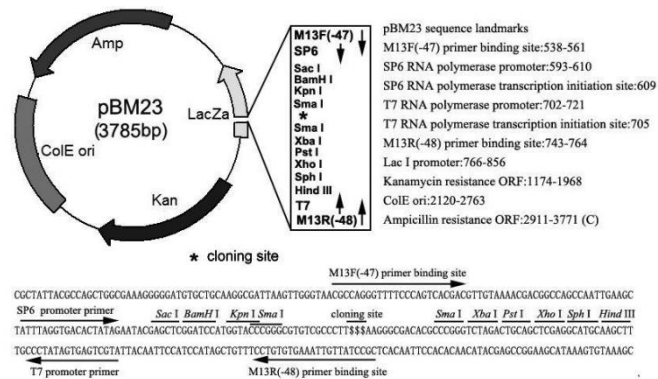 Amp
LacZa
pBM23
(3785bp)
ColE ori
Kan
* cloning site
M13F(-47)
SP6
Sac I
BamH I
Kpn I
Sma I
*
Sma I
Xba I
Pst I
Xho I
Sph I
Hind III
T7
M13R(-48)
pBM23 sequence landmarks
M13F(-47) primer binding site:538-561
SP6 RNA polymerase promoter:593-610
SP6 RNA polymerase transcription initiation site:609
T7 RNA polymerase promoter:702-721
T7 RNA polymerase transcription initiation site:705
M13R(-48) primer binding site:743-764
Lac I promoter:766-856
Kanamycin resistance ORF:1174-1968
ColE ori:2120-2763
Ampicillin resistance ORF:2911-3771 (C)
M13F(-47) primer binding site
CGCTATTACGCCAGCTGGCGAAAGGGGGATGTGCTGCAAGGCGATTAAGTTGGGTAACGCCAGGGTTTTCCCAGTCACGACGTTGTAAAACGACGGCCAGCCAATTGAAGC
SP6 promoter primer Sac I BamH I Kpn I Sma I cloning site Sma I Xba I Pst I Xho I Sph I Hind III
TATTTAGGTGACACTATAGAATACGAGCTCGGATCCATGGTACCCCGGGCGTGTCGCCCTT$$$AAGGGCGACACGCCCGGGTCTAGACTGCAGCTCGAGGCATGCAAGCTT
TGCCCTATAGTGAGTCGTATTACAATTCCATCCATAGCTGTTTCCTGTGTGAAATTGTTATCCGCTCACAATTCCACACAACATACGAGCCGGAAGCATAAAGTGTAAAGC
T7 promoter primer M13R(-48) primer binding site